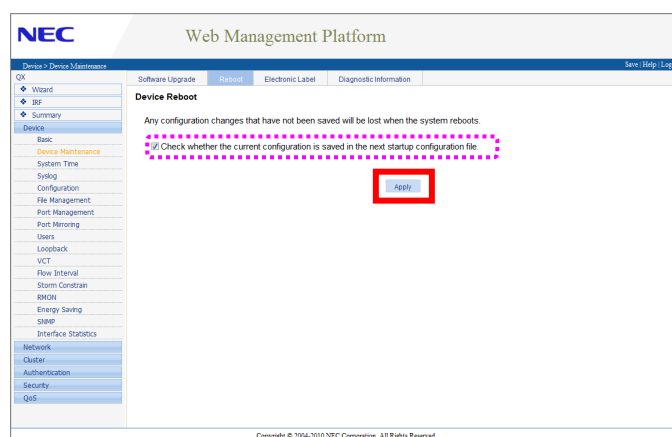 NEC
Web Management Platform
Device > Device Maintenance
Save | Help | Log
QX
Wizard
IRF
Summary
Device
Basic
Device Maintenance
System Time
Syslog
Configuration
File Management
Port Management
Port Mirroring
Users
Loopback
VCT
Flow Interval
Storm Constrain
RMON
Energy Saving
SNMP
Interface Statistics
Network
Cluster
Authentication
Security
QoS
Software Upgrade
Reboot
Electronic Label
Diagnostic Information
Device Reboot
Any configuration changes that have not been saved will be lost when the system reboots.
Check whether the current configuration is saved in the next startup configuration file.
Apply
Copyright © 2004-2010 NEC Corporation. All Rights Reserved